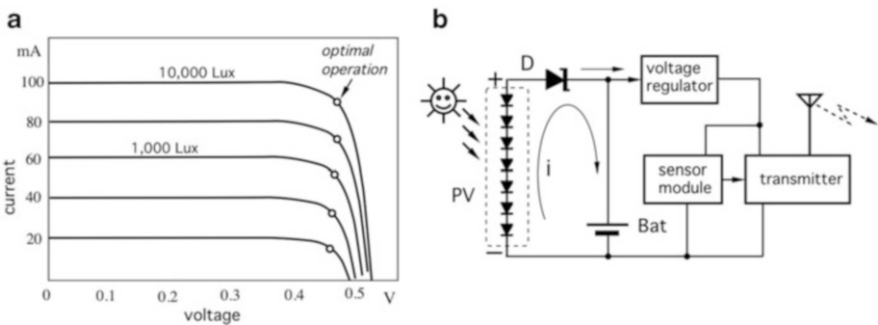 a
mA
100
80
60
40
20
current
10,000 Lux
1,000 Lux
optimal
operation
0
0.1
0.2
0.3
0.4
0.5
V
voltage
b
D
+
PV
−
i
Bat
voltage
regulator
sensor
module
transmitter